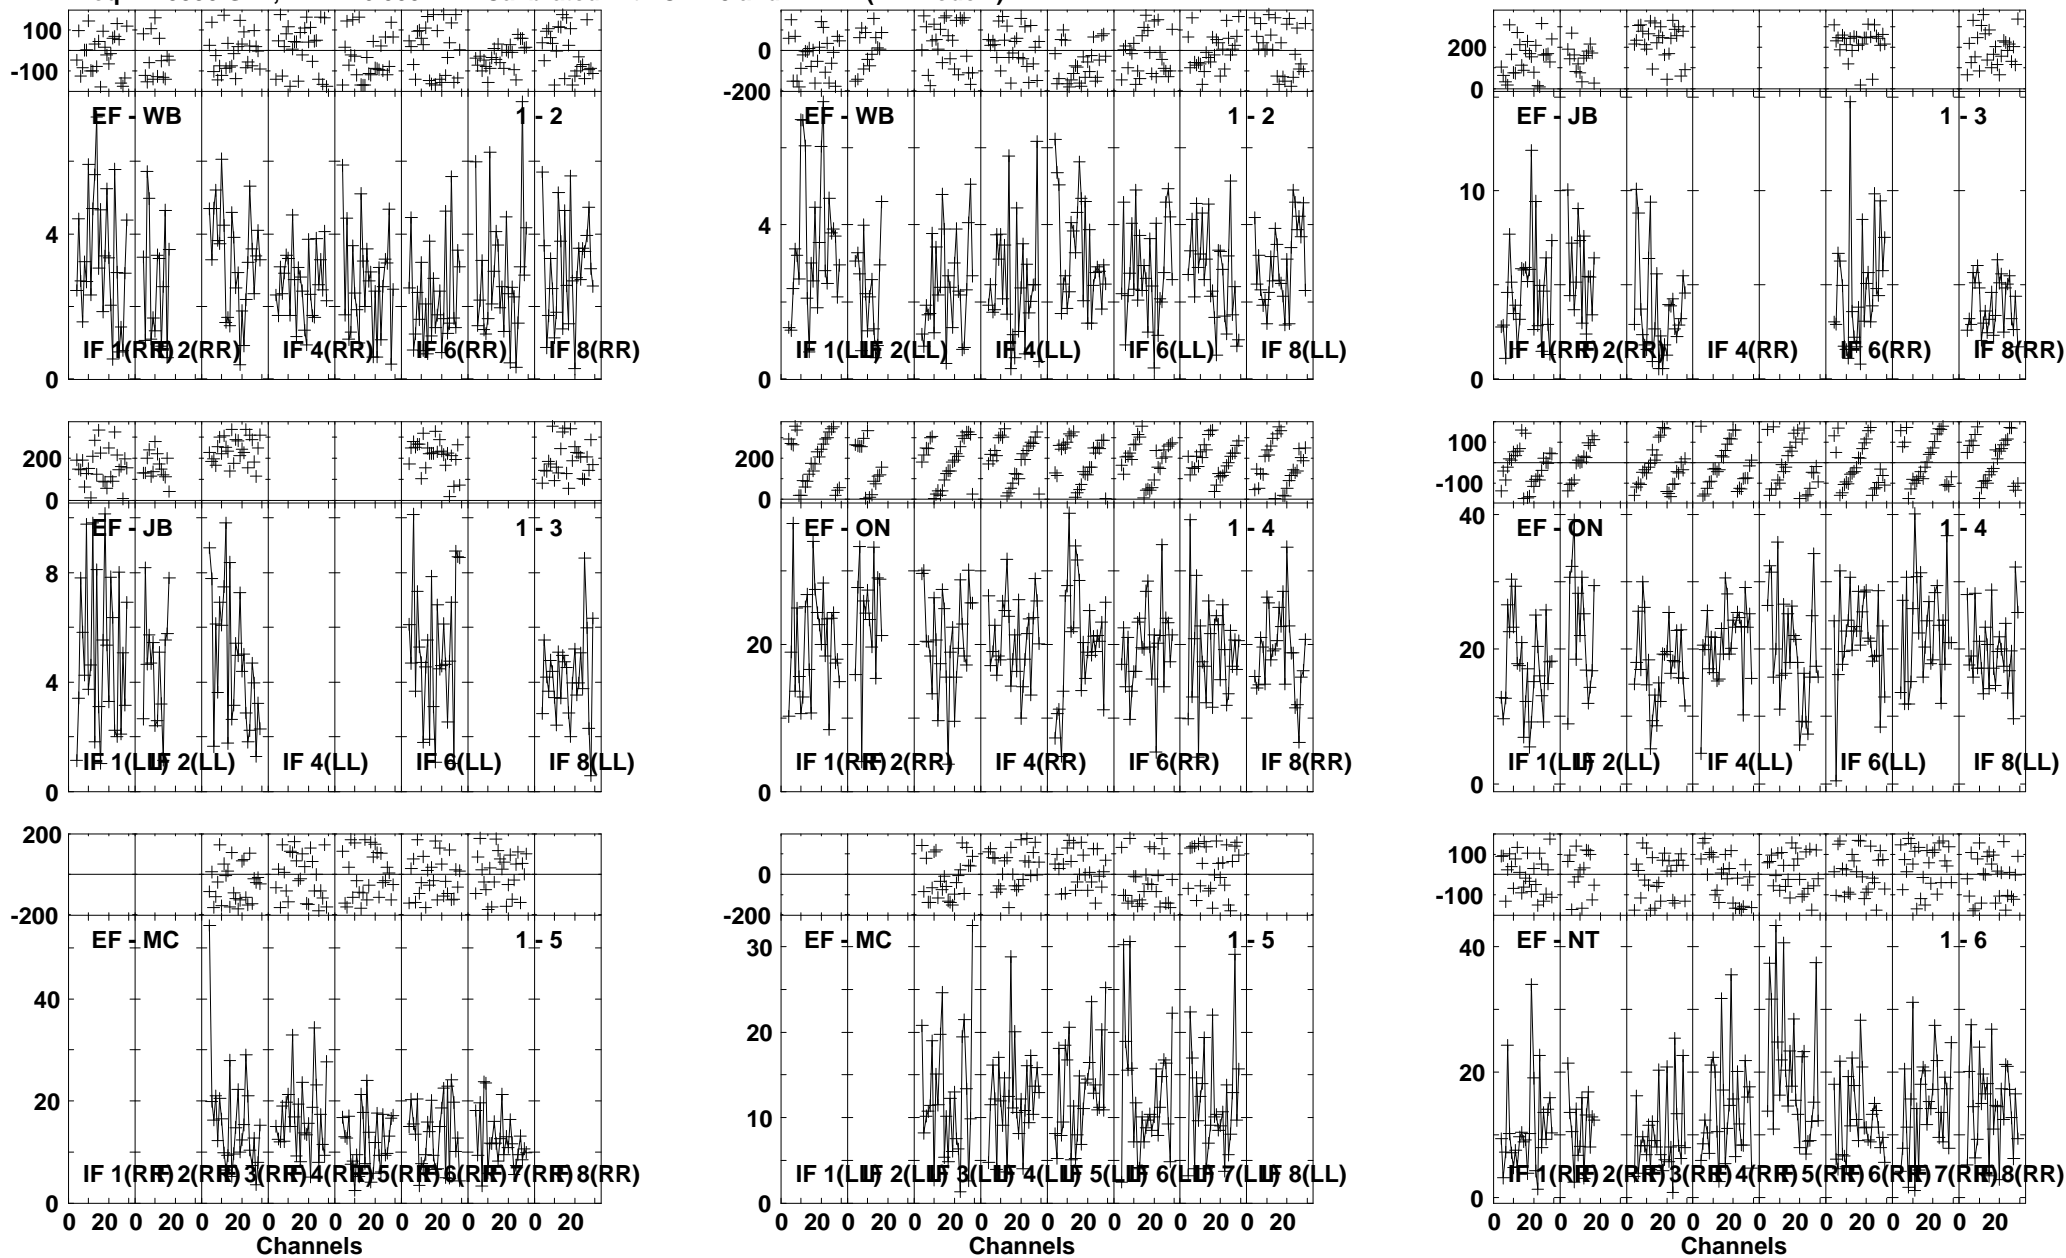 100
-100
EF - WB 1 - 2
4
0
IF 1(RR) IF 2(RR) IF 4(RR) IF 6(RR) IF 8(RR)
0
-200
EF - WB 1 - 2
4
0
IF 1(LL) IF 2(LL) IF 4(LL) IF 6(LL) IF 8(LL)
200
0
EF - JB 1 - 3
10
0
IF 1(RR) IF 2(RR) IF 4(RR) IF 6(RR) IF 8(RR)
200
0
EF - JB 1 - 3
8
4
0
IF 1(LL) IF 2(LL) IF 4(LL) IF 6(LL) IF 8(LL)
200
0
EF - ON 1 - 4
20
0
IF 1(RR) IF 2(RR) IF 4(RR) IF 6(RR) IF 8(RR)
100
-100
40
EF - ON 1 - 4
20
0
IF 1(LL) IF 2(LL) IF 4(LL) IF 6(LL) IF 8(LL)
200
0
-200
EF - MC 1 - 5
40
20
0
IF 1(RR) IF 2(RR) IF 3(RR) IF 4(RR) IF 5(RR) IF 6(RR) IF 7(RR) IF 8(RR)
0 20 0 20 0 20 0 20 0 20 0 20 0 20 0 20
Channels
200
0
-200
EF - MC 1 - 5
30
20
10
0
IF 1(LL) IF 2(LL) IF 3(LL) IF 4(LL) IF 5(LL) IF 6(LL) IF 7(LL) IF 8(LL)
0 20 0 20 0 20 0 20 0 20 0 20 0 20 0 20
Channels
100
-100
EF - NT 1 - 6
40
20
0
IF 1(RR) IF 2(RR) IF 3(RR) IF 4(RR) IF 5(RR) IF 6(RR) IF 7(RR) IF 8(RR)
0 20 0 20 0 20 0 20 0 20 0 20 0 20 0 20
Channels